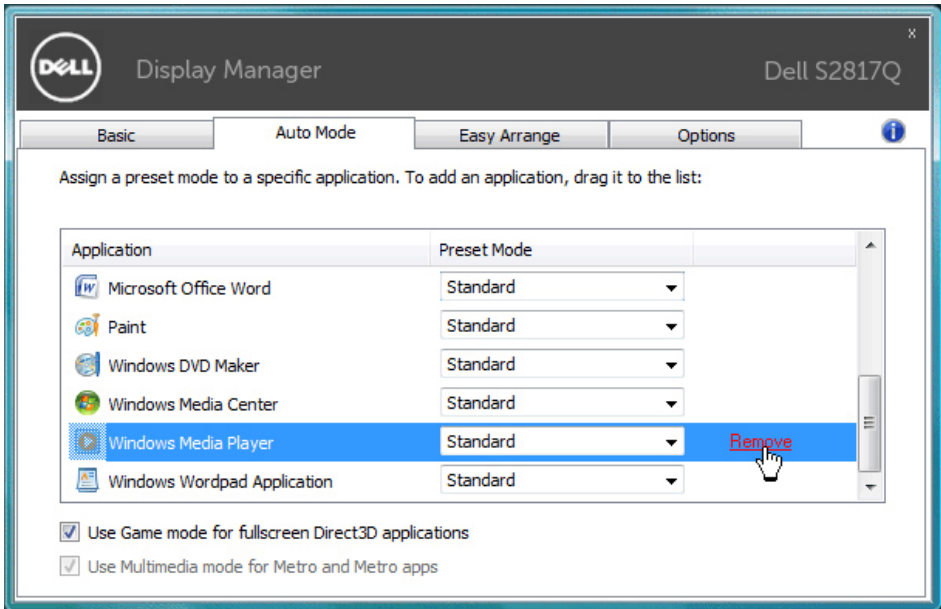 DELL
Display Manager
Dell S2817Q
x
Basic
Auto Mode
Easy Arrange
Options
Assign a preset mode to a specific application. To add an application, drag it to the list:
Application
Preset Mode
Microsoft Office Word
Standard
Paint
Standard
Windows DVD Maker
Standard
Windows Media Center
Standard
Windows Media Player
Standard
Remove
Windows Wordpad Application
Standard
Use Game mode for fullscreen Direct3D applications
Use Multimedia mode for Metro and Metro apps